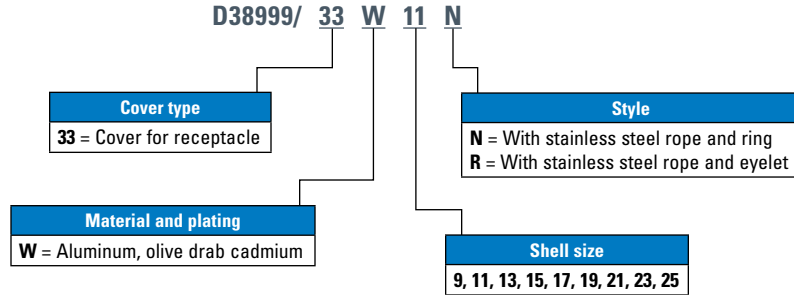 D38999/ 33 W 11 N
Cover type
33 = Cover for receptacle
Style
N = With stainless steel rope and ring
R = With stainless steel rope and eyelet
Material and plating
W = Aluminum, olive drab cadmium
Shell size
9, 11, 13, 15, 17, 19, 21, 23, 25